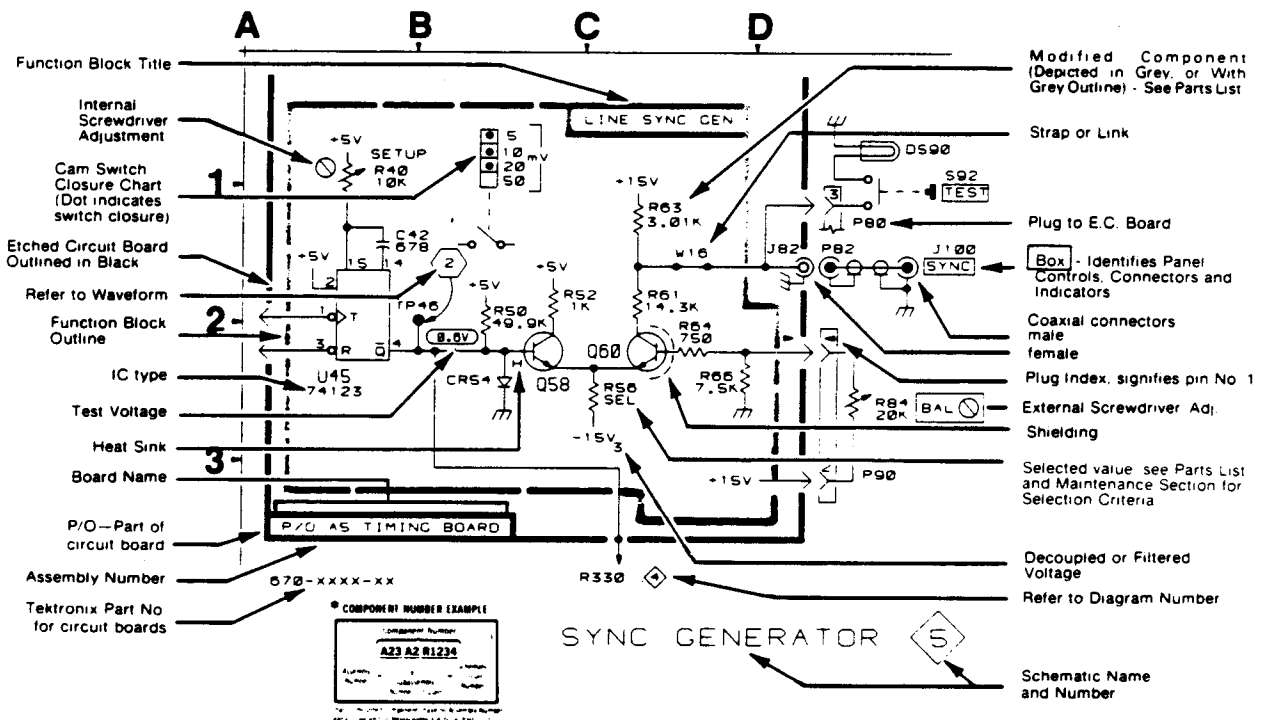 A B C D
Function Block Title
Internal
Screwdriver
Adjustment
Cam Switch
Closure Chart
(Dot indicates
switch closure)
Etched Circuit Board
Outlined in Black
Refer to Waveform
Function Block
Outline
IC type
Test Voltage
Heat Sink
Board Name
P/O—Part of
circuit board
Assembly Number
Tektronix Part No
for circuit boards
1
2
3
LINE SYNC GEN
+5V
SETUP
R40
10K
5
10
20
50
mV
C42
678
+5V
1S
4
2
1
T
3
R
Q
4
U45
74123
2
TP46
0.6V
+5V
R50
49.9K
CR54
+5V
R52
1K
Q58
+15V
R63
3.01K
W16
R61
14.3K
Q60
R64
750
R66
7.5K
R56
SEL
-15V3
+15V
P/O A5 TIMING BOARD
670-XXXX-XX
R330
4
DS90
S92
TEST
3
P80
J82
P82
J100
SYNC
R84
20K
BAL
P90
Modified Component
(Depicted in Grey, or With
Grey Outline) - See Parts List
Strap or Link
Plug to E.C. Board
Box - Identifies Panel
Controls, Connectors and
Indicators
Coaxial connectors
male
female
Plug Index, signifies pin No 1
External Screwdriver Adj.
Shielding
Selected value see Parts List
and Maintenance Section for
Selection Criteria
Decoupled or Filtered
Voltage
Refer to Diagram Number
SYNC GENERATOR 5
Schematic Name
and Number
* COMPONENT NUMBER EXAMPLE
Component Number
A23 A2 R1234